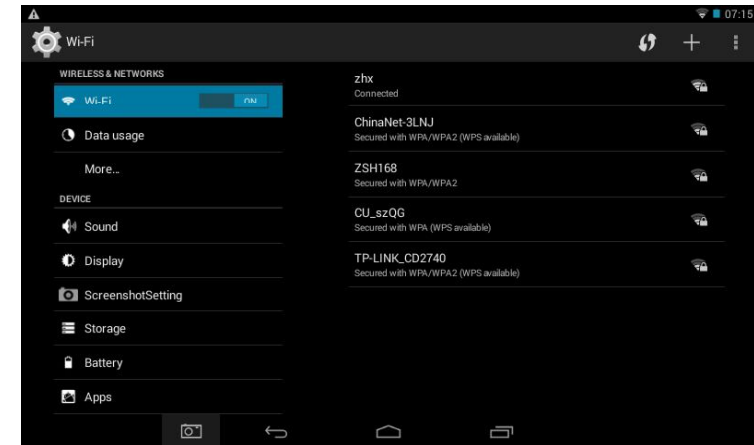 07:15
Wi-Fi
WIRELESS & NETWORKS
Wi-Fi ON
Data usage
More...
DEVICE
Sound
Display
ScreenshotSetting
Storage
Battery
Apps
zhx
Connected
ChinaNet-3LNJ
Secured with WPA/WPA2 (WPS available)
ZSH168
Secured with WPA/WPA2
CU_szQG
Secured with WPA (WPS available)
TP-LINK_CD2740
Secured with WPA/WPA2 (WPS available)